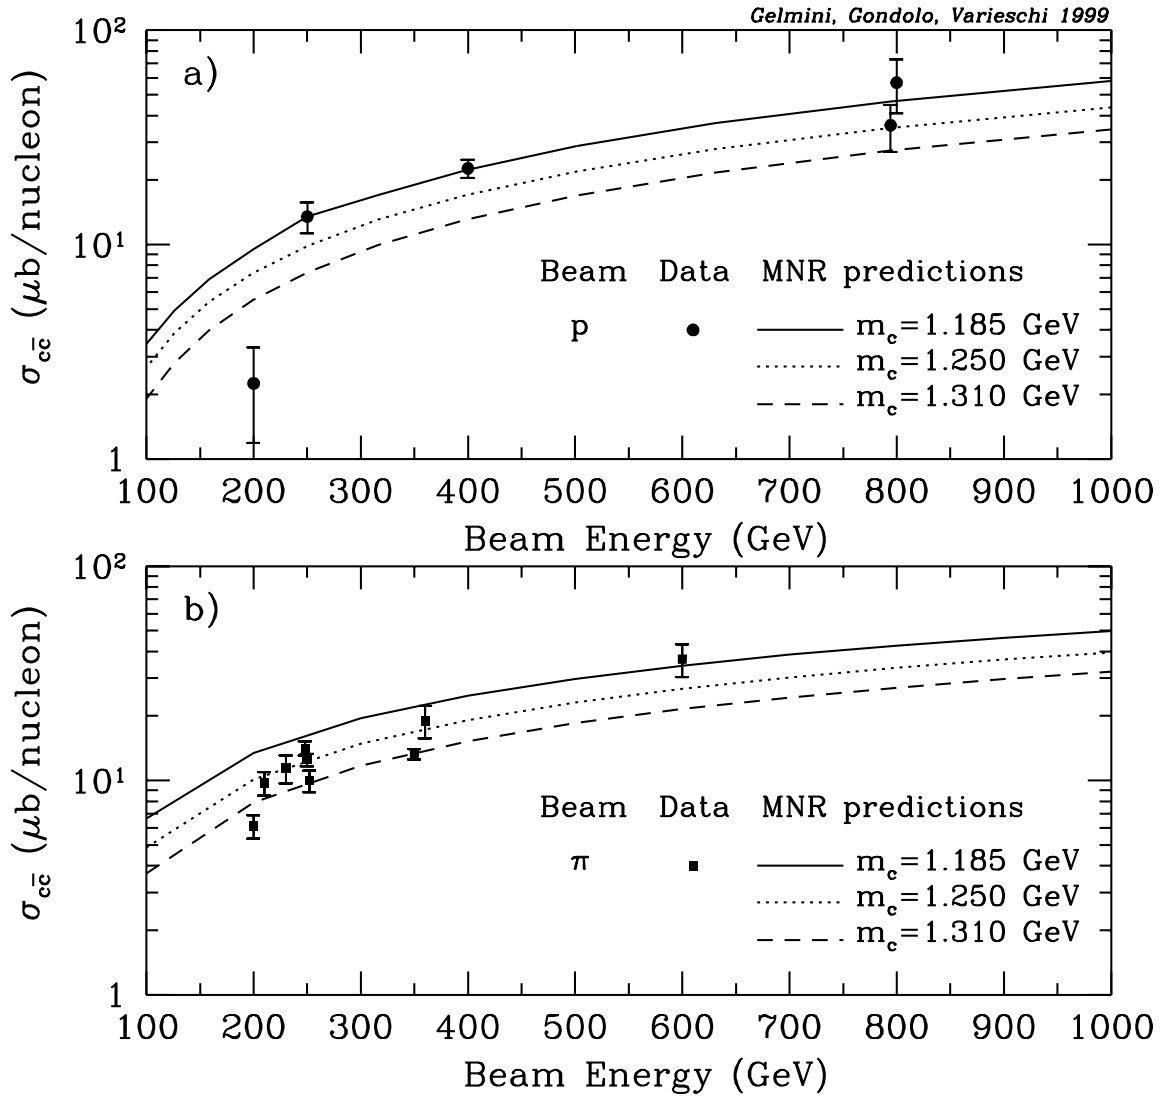 Gelmini, Gondolo, Varieschi 1999
10²
a)
σcc̄ (μb/nucleon)
10¹
Beam Data MNR predictions
p mc=1.185 GeV
mc=1.250 GeV
mc=1.310 GeV
1
100 200 300 400 500 600 700 800 900 1000
Beam Energy (GeV)
10²
b)
σcc̄ (μb/nucleon)
10¹
Beam Data MNR predictions
π mc=1.185 GeV
mc=1.250 GeV
mc=1.310 GeV
1
100 200 300 400 500 600 700 800 900 1000
Beam Energy (GeV)